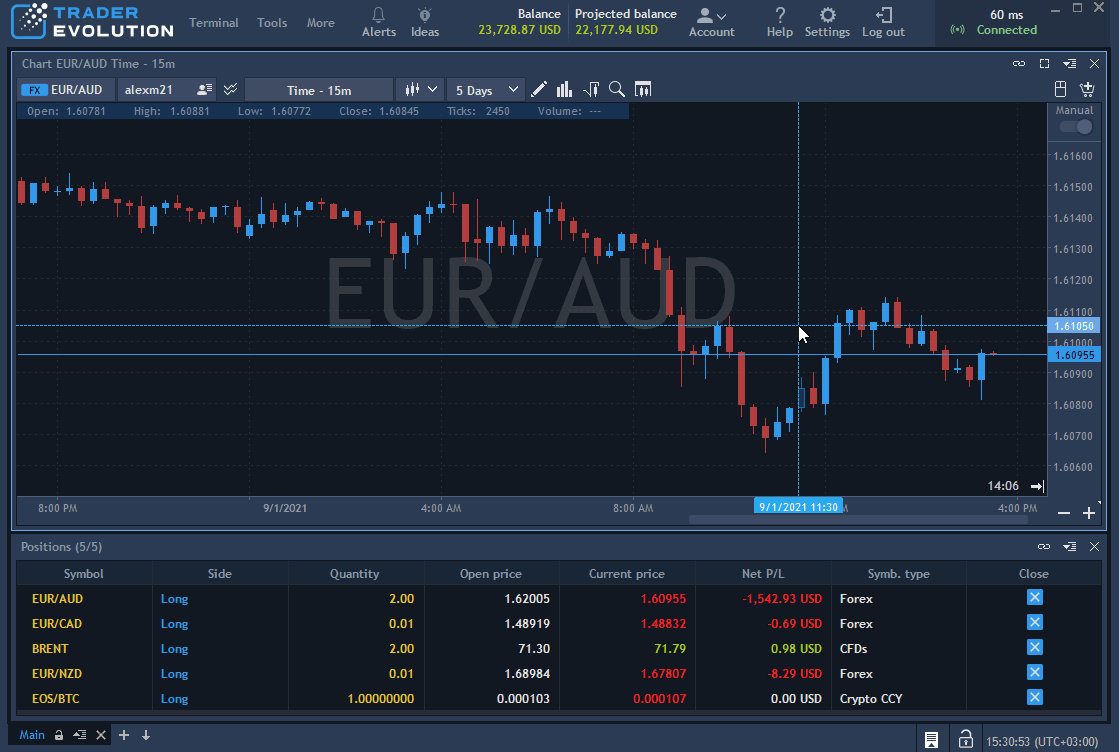 TRADER
EVOLUTION
Terminal Tools More
Alerts Ideas
Balance
23,728.87 USD
Projected balance
22,177.94 USD
Account Help Settings Log out
60 ms
Connected
Chart EUR/AUD Time - 15m
FX EUR/AUD alexm21 Time - 15m 5 Days
Open: 1.60781 High: 1.60881 Low: 1.60772 Close: 1.60845 Ticks: 2450 Volume: ---
Manual
EUR/AUD
1.61600
1.61500
1.61400
1.61300
1.61200
1.61100
1.61050
1.61000
1.60955
1.60900
1.60800
1.60700
1.60600
14:06
8:00 PM 9/1/2021 4:00 AM 8:00 AM 9/1/2021 11:30 4:00 PM
Positions (5/5)
Symbol Side Quantity Open price Current price Net P/L Symb. type Close
EUR/AUD Long 2.00 1.62005 1.60955 -1,542.93 USD Forex
EUR/CAD Long 0.01 1.48919 1.48832 -0.69 USD Forex
BRENT Long 2.00 71.30 71.79 0.98 USD CFDs
EUR/NZD Long 0.01 1.68984 1.67807 -8.29 USD Forex
EOS/BTC Long 1.00000000 0.000103 0.000107 0.00 USD Crypto CCY
Main
15:30:53 (UTC+03:00)